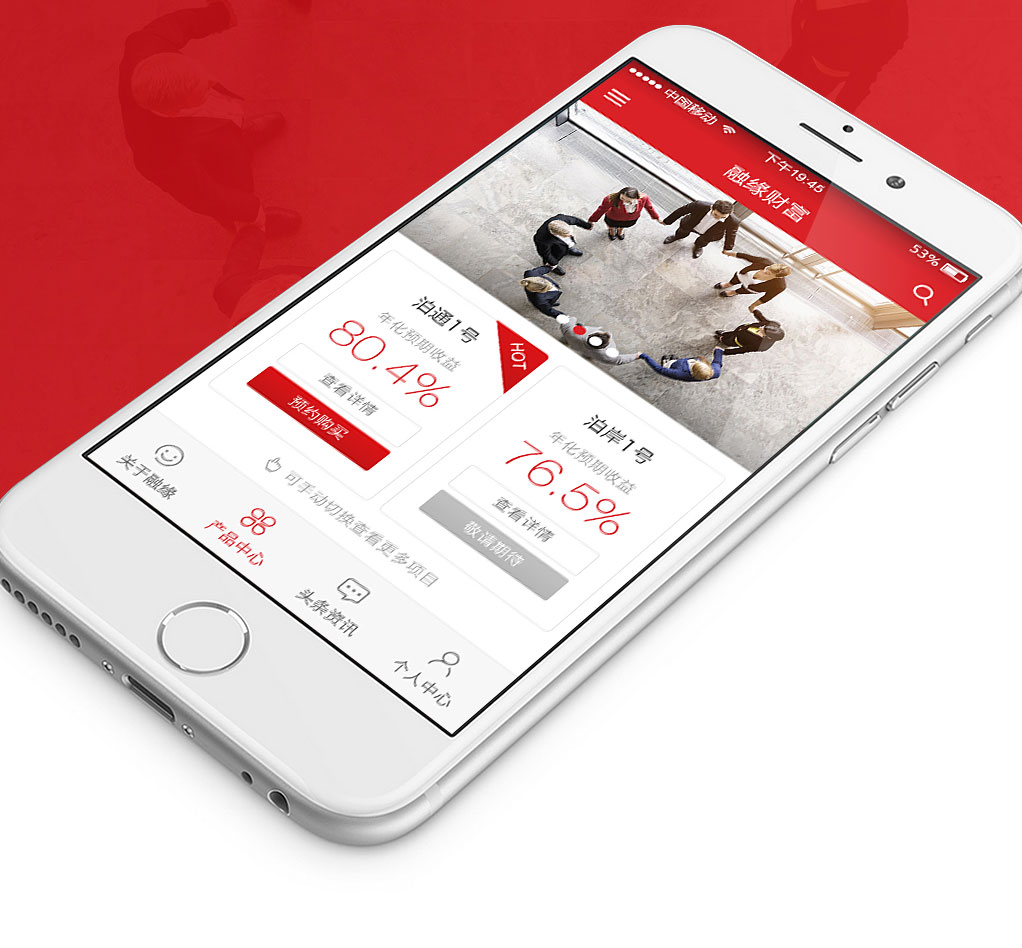 中国移动
下午19:45
53%
融缘财富
泊通1号
年化预期收益
80.4%
查看详情
预约购买
HOT
泊岸1号
年化预期收益
76.5%
查看详情
敬请期待
可手动切换查看更多项目
关于融缘
产品中心
头条资讯
个人中心